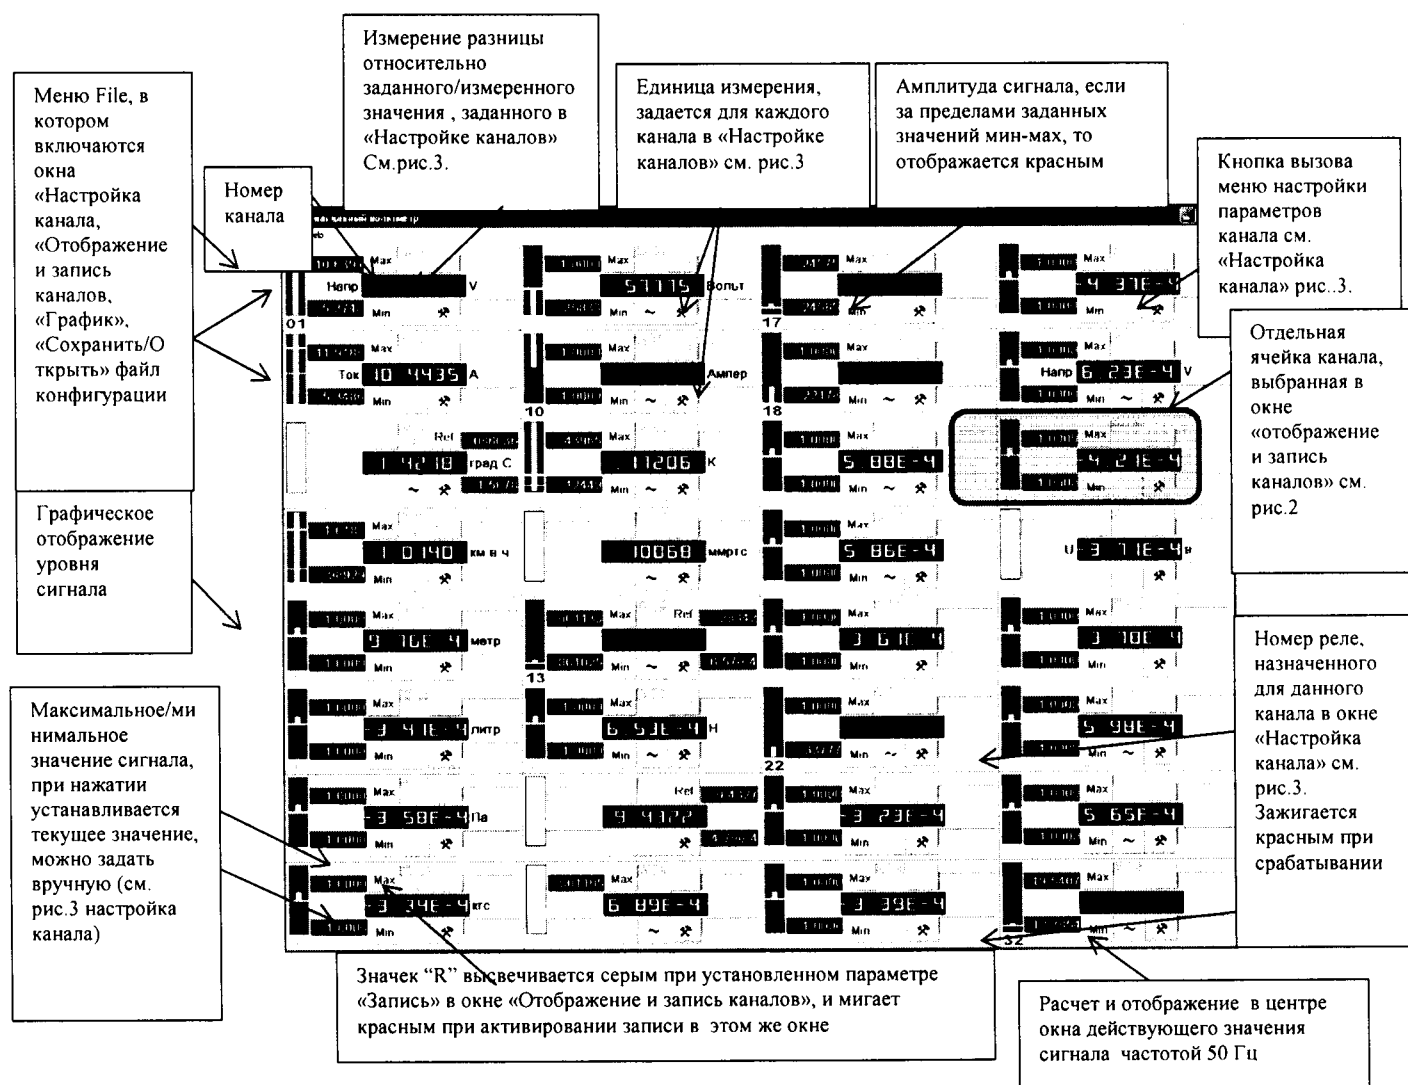 Измерение разницы
относительно
заданного/измеренного
значения , заданного в
«Настройке каналов»
См.рис.3.
Меню File, в
котором
включаются
окна
«Настройка
канала,
«Отображение
и запись
каналов,
«График»,
«Сохранить/О
ткрыть» файл
конфигурации
Номер
канала
Единица измерения,
задается для каждого
канала в «Настройке
каналов» см. рис.3
Амплитуда сигнала, если
за пределами заданных
значений мин-мах, то
отображается красным
Кнопка вызова
меню настройки
параметров
канала см.
«Настройка
канала» рис..3.
Отдельная
ячейка канала,
выбранная в
окне
«отображение
и запись
каналов» см.
рис.2
Графическое
отображение
уровня
сигнала
Номер реле,
назначенного
для данного
канала в окне
«Настройка
канала» см.
рис.3.
Зажигается
красным при
срабатывании
Максимальное/ми
нимальное
значение сигнала,
при нажатии
устанавливается
текущее значение,
можно задать
вручную (см.
рис.3 настройка
канала)
Значек “R” высвечивается серым при установленном параметре
«Запись» в окне «Отображение и запись каналов», и мигает
красным при активировании записи в этом же окне
Расчет и отображение в центре
окна действующего значения
сигнала частотой 50 Гц
Max
Напр V
Min
01
Max
57115 Вольт
Min ~
Max
Min
17
Max
-4 37E-4
Min
Max
Ток 10 4435 А
Min
Max
Ампер
Min ~
10
Max
18
Max
Напр 6 23E-4 V
Min
Ref
1 4210 град С
~
Max
.11206 К
Min ~
Max
5 88E-4
Min ~
Max
-4 21E-4
Min
Max
1 0140 км в ч
Min
10068 ммртс
~
Max
5 86E-4
Min ~
U -3 71E-4 в
Max
9 76E-4 метр
Min
Max Ref
Min ~
13
Max
-3 61E-4
Min ~
Max
3 78E-4
Min
Max
-3 41E-4 литр
Min
Max
6 53E-4 Н
Min ~
Max
Min ~
22
Max
5 98E-4
Min ~
Max
-3 58E-4 Па
Min
Ref
9 4172
Max
-3 23E-4
Min ~
Max
5 65E-4
Min ~
Max
-3 34E-4 кгс
Min
Max
6 89E-4
~
Max
-3 39E-4
Min ~
Max
Min ~
32